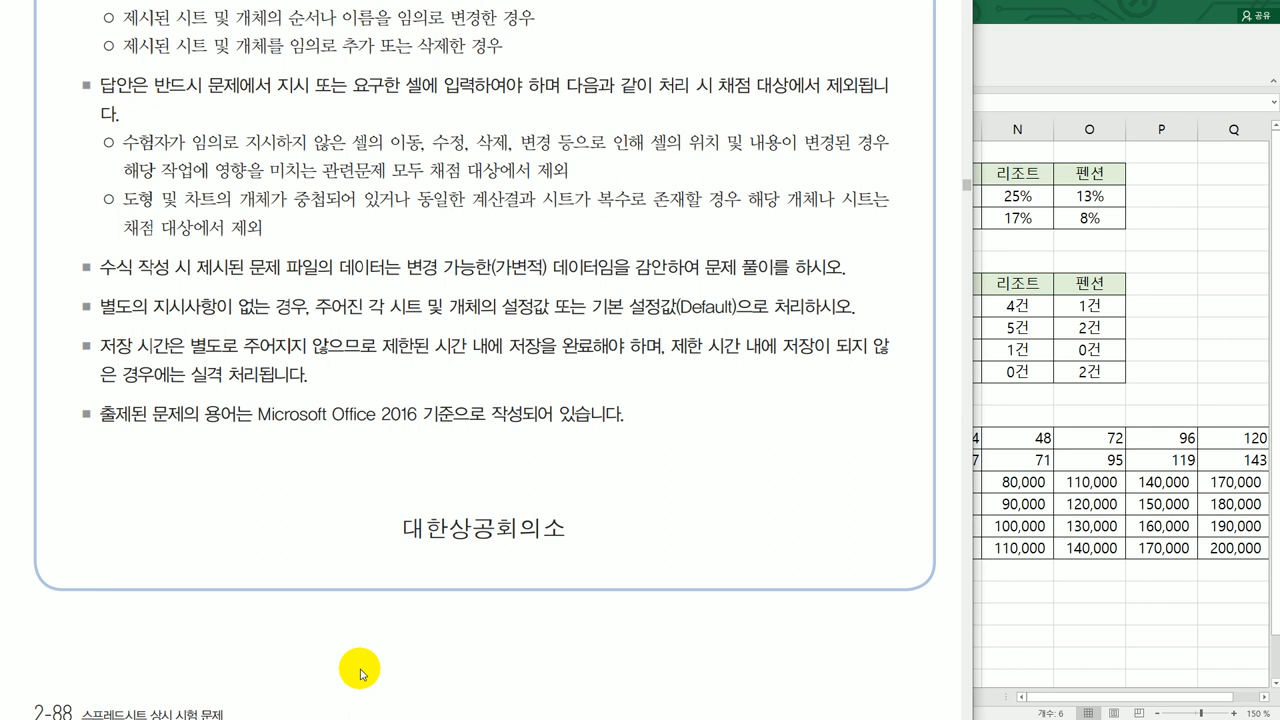 ○ 제시된 시트 및 개체의 순서나 이름을 임의로 변경한 경우
○ 제시된 시트 및 개체를 임의로 추가 또는 삭제한 경우
■ 답안은 반드시 문제에서 지시 또는 요구한 셀에 입력하여야 하며 다음과 같이 처리 시 채점 대상에서 제외됩니
다.
○ 수험자가 임의로 지시하지 않은 셀의 이동, 수정, 삭제, 변경 등으로 인해 셀의 위치 및 내용이 변경된 경우
해당 작업에 영향을 미치는 관련문제 모두 채점 대상에서 제외
○ 도형 및 차트의 개체가 중첩되어 있거나 동일한 계산결과 시트가 복수로 존재할 경우 해당 개체나 시트는
채점 대상에서 제외
■ 수식 작성 시 제시된 문제 파일의 데이터는 변경 가능한(가변적) 데이터임을 감안하여 문제 풀이를 하시오.
■ 별도의 지시사항이 없는 경우, 주어진 각 시트 및 개체의 설정값 또는 기본 설정값(Default)으로 처리하시오.
■ 저장 시간은 별도로 주어지지 않으므로 제한된 시간 내에 저장을 완료해야 하며, 제한 시간 내에 저장이 되지 않
은 경우에는 실격 처리됩니다.
■ 출제된 문제의 용어는 Microsoft Office 2016 기준으로 작성되어 있습니다.
대한상공회의소
2-88 스프레드시트 상시 시험 문제
공유
N O P Q
리조트 펜션
25% 13%
17% 8%
리조트 펜션
4건 1건
5건 2건
1건 0건
0건 2건
4 48 72 96 120
7 71 95 119 143
80,000 110,000 140,000 170,000
90,000 120,000 150,000 180,000
100,000 130,000 160,000 190,000
110,000 140,000 170,000 200,000
개수: 6 150 %